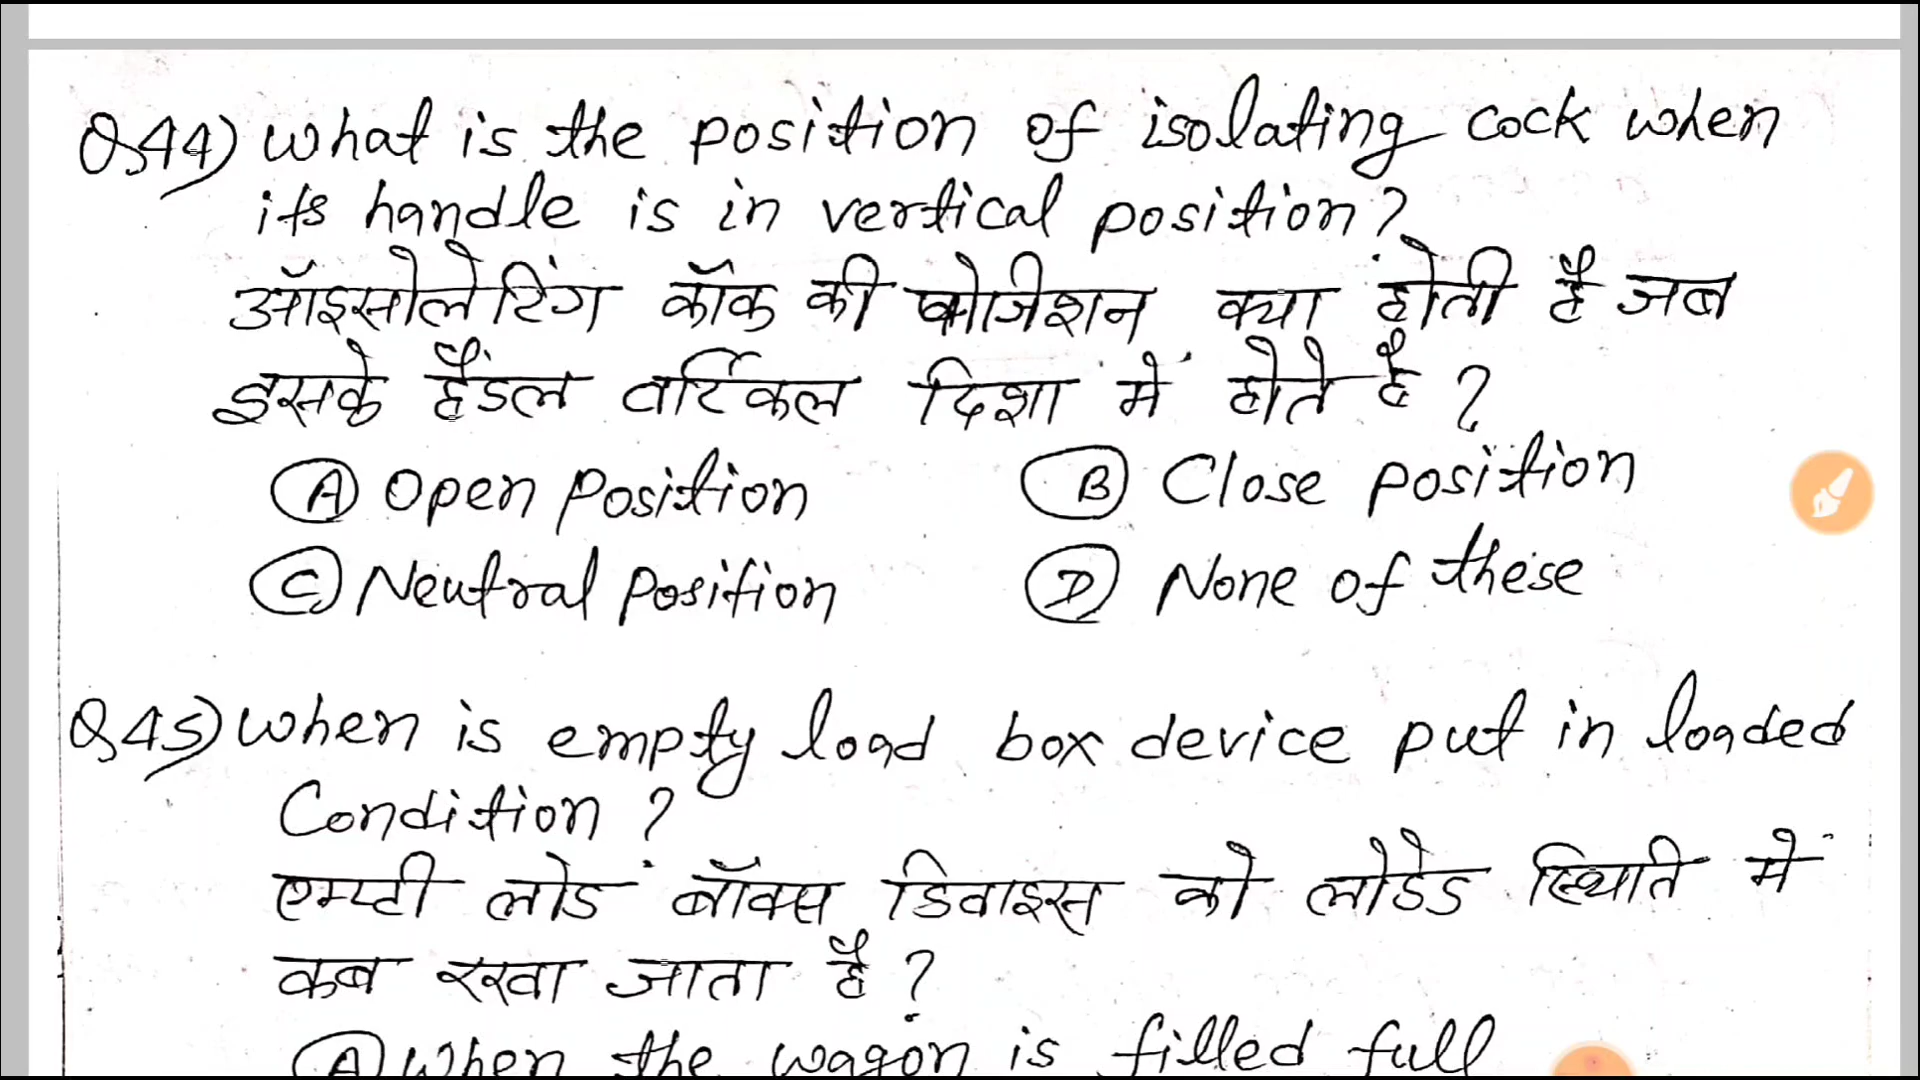 Q.44) What is the position of isolating cock when
its handle is in vertical position?
ऑइसोलेटिंग कॉक की पोजिशन क्या होती है जब
इसके हैंडल वर्टिकल दिशा में होते है ?
(A) Open Position (B) Close position
(C) Neutral Position (D) None of these
Q.45) When is empty load box device put in loaded
Condition ?
एम्प्टी लोड बॉक्स डिवाइस को लोडेड स्थिति में
कब रखा जाता है ?
(A) When the wagon is filled full